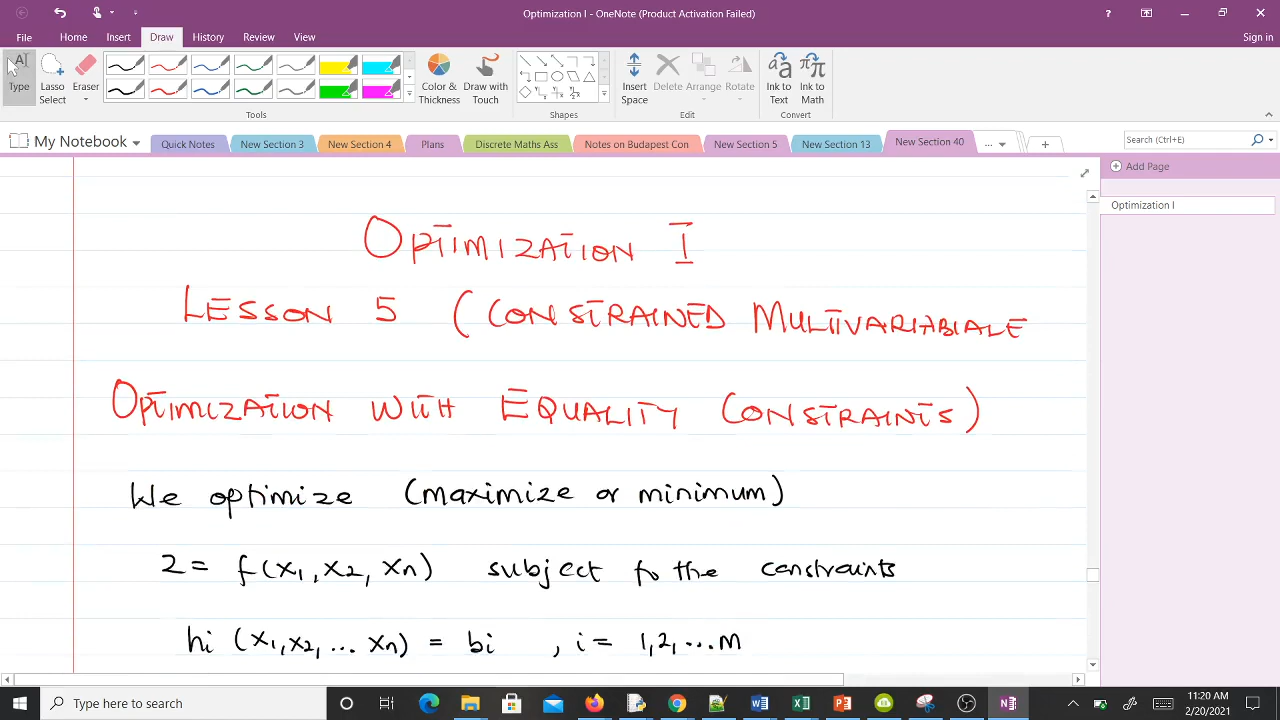 Optimization I - OneNote (Product Activation Failed)
File Home Insert Draw History Review View
Sign in
Type
Lasso Select
Eraser
Color & Thickness
Draw with Touch
Insert Space
Delete
Arrange
Rotate
Ink to Text
Ink to Math
Tools
Shapes
Edit
Convert
My Notebook
Quick Notes
New Section 3
New Section 4
Plans
Discrete Maths Ass
Notes on Budapest Con
New Section 5
New Section 13
New Section 40
...
Search (Ctrl+E)
Add Page
Optimization I
OPTIMIZATION I
LESSON 5 (CONSTRAINED MULTIVARIABIALE
OPTIMIZATION WITH EQUALITY CONSTRAINTS)
We optimize (maximize or minimum)
Z = f(x1, x2, xn) subject to the constraints
hi (x1, x2, ... xn) = bi , i = 1,2, ...m
Type here to search
11:20 AM
2/20/2021